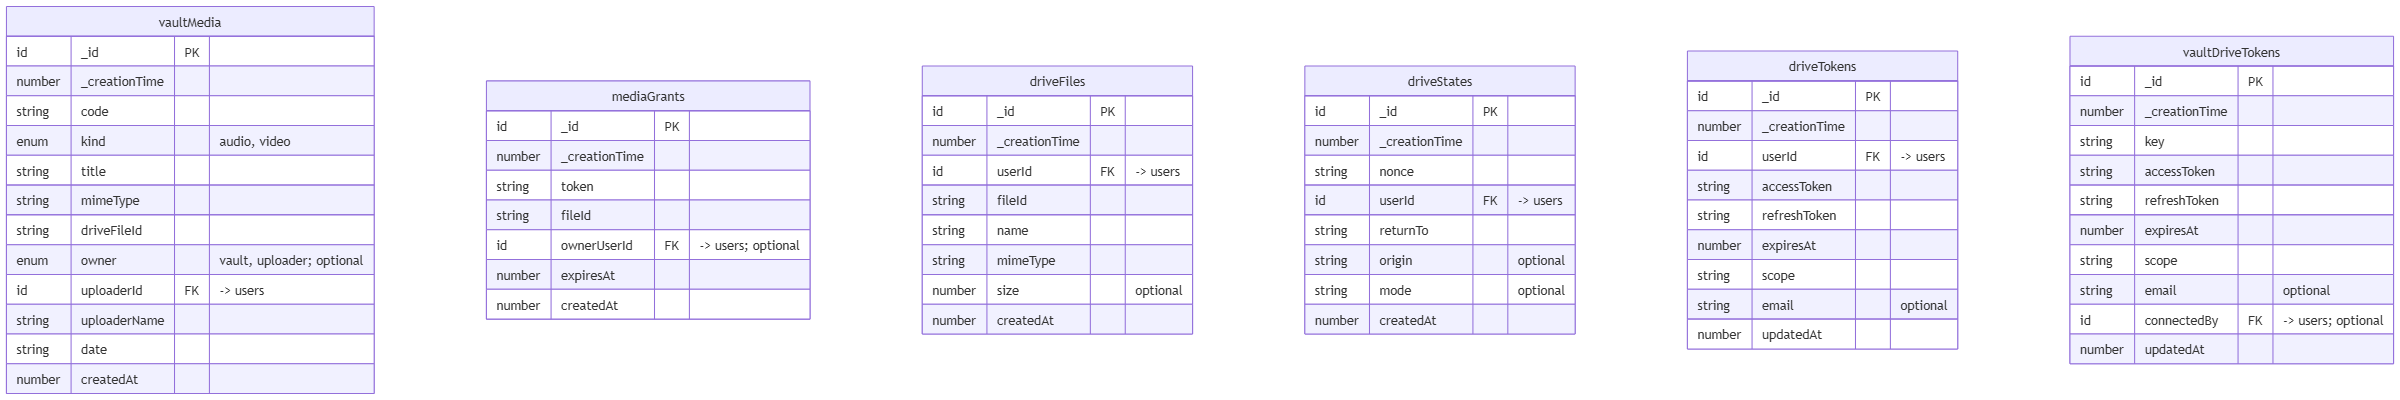 vaultMedia
id _id PK
number _creationTime
string code
enum kind audio, video
string title
string mimeType
string driveFileId
enum owner vault, uploader; optional
id uploaderId FK -> users
string uploaderName
string date
number createdAt
mediaGrants
id _id PK
number _creationTime
string token
string fileId
id ownerUserId FK -> users; optional
number expiresAt
number createdAt
driveFiles
id _id PK
number _creationTime
id userId FK -> users
string fileId
string name
string mimeType
number size optional
number createdAt
driveStates
id _id PK
number _creationTime
string nonce
id userId FK -> users
string returnTo
string origin optional
string mode optional
number createdAt
driveTokens
id _id PK
number _creationTime
id userId FK -> users
string accessToken
string refreshToken
number expiresAt
string scope
string email optional
number updatedAt
vaultDriveTokens
id _id PK
number _creationTime
string key
string accessToken
string refreshToken
number expiresAt
string scope
string email optional
id connectedBy FK -> users; optional
number updatedAt